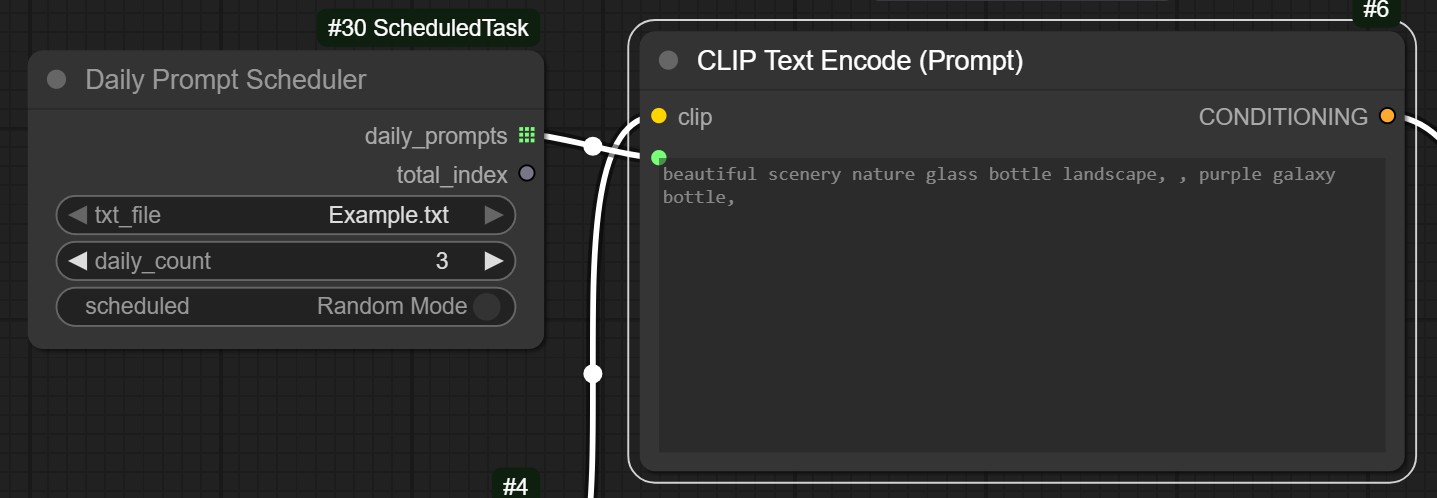 #30 ScheduledTask
Daily Prompt Scheduler
daily_prompts
total_index
txt_file Example.txt
daily_count 3
scheduled Random Mode
#4
#6
CLIP Text Encode (Prompt)
clip CONDITIONING
beautiful scenery nature glass bottle landscape, , purple galaxy
bottle,